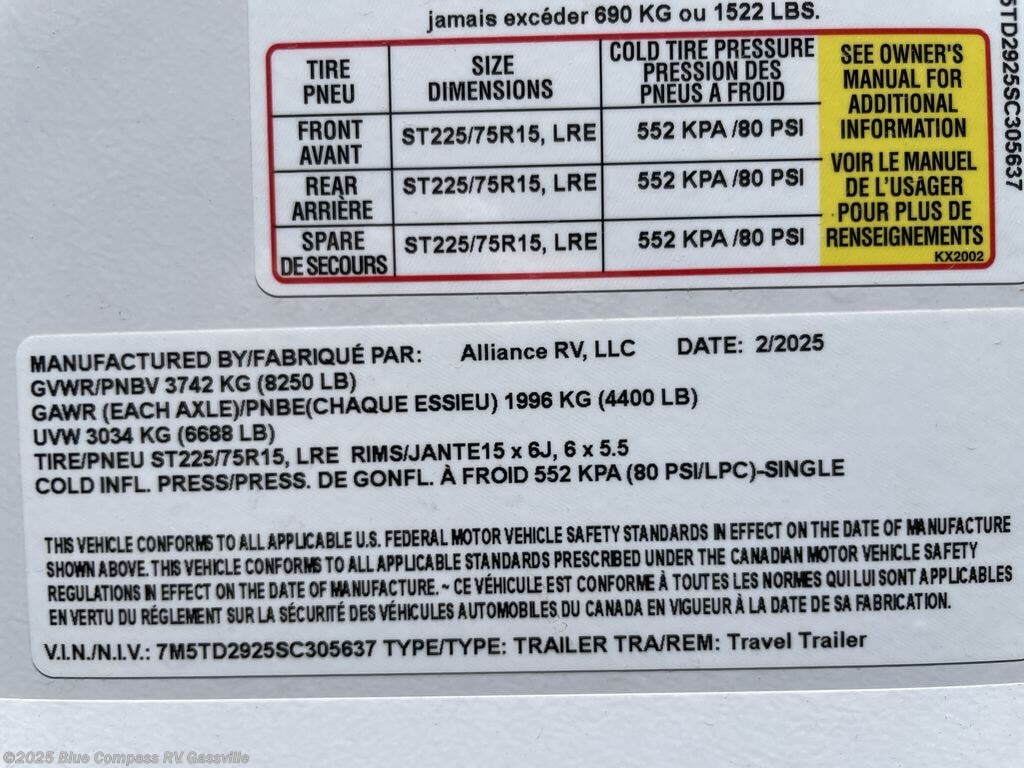 jamais excéder 690 KG ou 1522 LBS.
TIRE
PNEU
SIZE
DIMENSIONS
COLD TIRE PRESSURE
PRESSION DES
PNEUS A FROID
SEE OWNER'S
MANUAL FOR
ADDITIONAL
INFORMATION
VOIR LE MANUEL
DE L'USAGER
POUR PLUS DE
RENSEIGNEMENTS
KX2002
FRONT
AVANT
ST225/75R15, LRE
552 KPA /80 PSI
REAR
ARRIÈRE
ST225/75R15, LRE
552 KPA /80 PSI
SPARE
DE SECOURS
ST225/75R15, LRE
552 KPA /80 PSI
5TD2925SC305637
MANUFACTURED BY/FABRIQUÉ PAR: Alliance RV, LLC DATE: 2/2025
GVWR/PNBV 3742 KG (8250 LB)
GAWR (EACH AXLE)/PNBE(CHAQUE ESSIEU) 1996 KG (4400 LB)
UVW 3034 KG (6688 LB)
TIRE/PNEU ST225/75R15, LRE RIMS/JANTE15 x 6J, 6 x 5.5
COLD INFL. PRESS/PRESS. DE GONFL. À FROID 552 KPA (80 PSI/LPC)-SINGLE
THIS VEHICLE CONFORMS TO ALL APPLICABLE U.S. FEDERAL MOTOR VEHICLE SAFETY STANDARDS IN EFFECT ON THE DATE OF MANUFACTURE
SHOWN ABOVE. THIS VEHICLE CONFORMS TO ALL APPLICABLE STANDARDS PRESCRIBED UNDER THE CANADIAN MOTOR VEHICLE SAFETY
REGULATIONS IN EFFECT ON THE DATE OF MANUFACTURE. ~ CE VÉHICULE EST CONFORME À TOUTES LES NORMES QUI LUI SONT APPLICABLES
EN VERTU DU RÉGLEMENT SUR LA SÉCURITÉ DES VÉHICULES AUTOMOBILES DU CANADA EN VIGUEUR À LA DATE DE SA FABRICATION.
V.I.N./N.I.V.: 7M5TD2925SC305637 TYPE/TYPE: TRAILER TRA/REM: Travel Trailer
©2025 Blue Compass RV Gassville